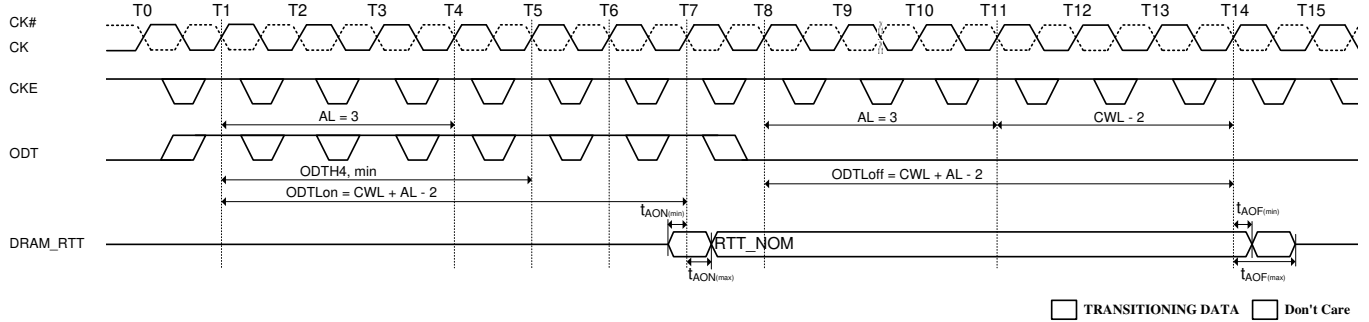 T0 T1 T2 T3 T4 T5 T6 T7 T8 T9 T10 T11 T12 T13 T14 T15
CK#
CK
CKE
AL = 3 AL = 3 CWL - 2
ODT
ODTH4, min
ODTLon = CWL + AL - 2 ODTLoff = CWL + AL - 2
tAON(min) tAOF(min)
DRAM_RTT RTT_NOM
tAON(max) tAOF(max)
TRANSITIONING DATA Don't Care